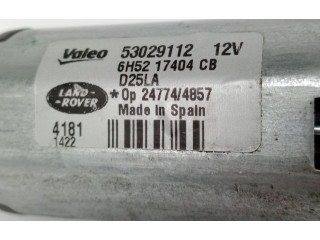 Valeo 53029112 12V
6H52 17404 CB
D25LA
LAND-ROVER
*Op 24774/4857
Made in Spain
4181
1422